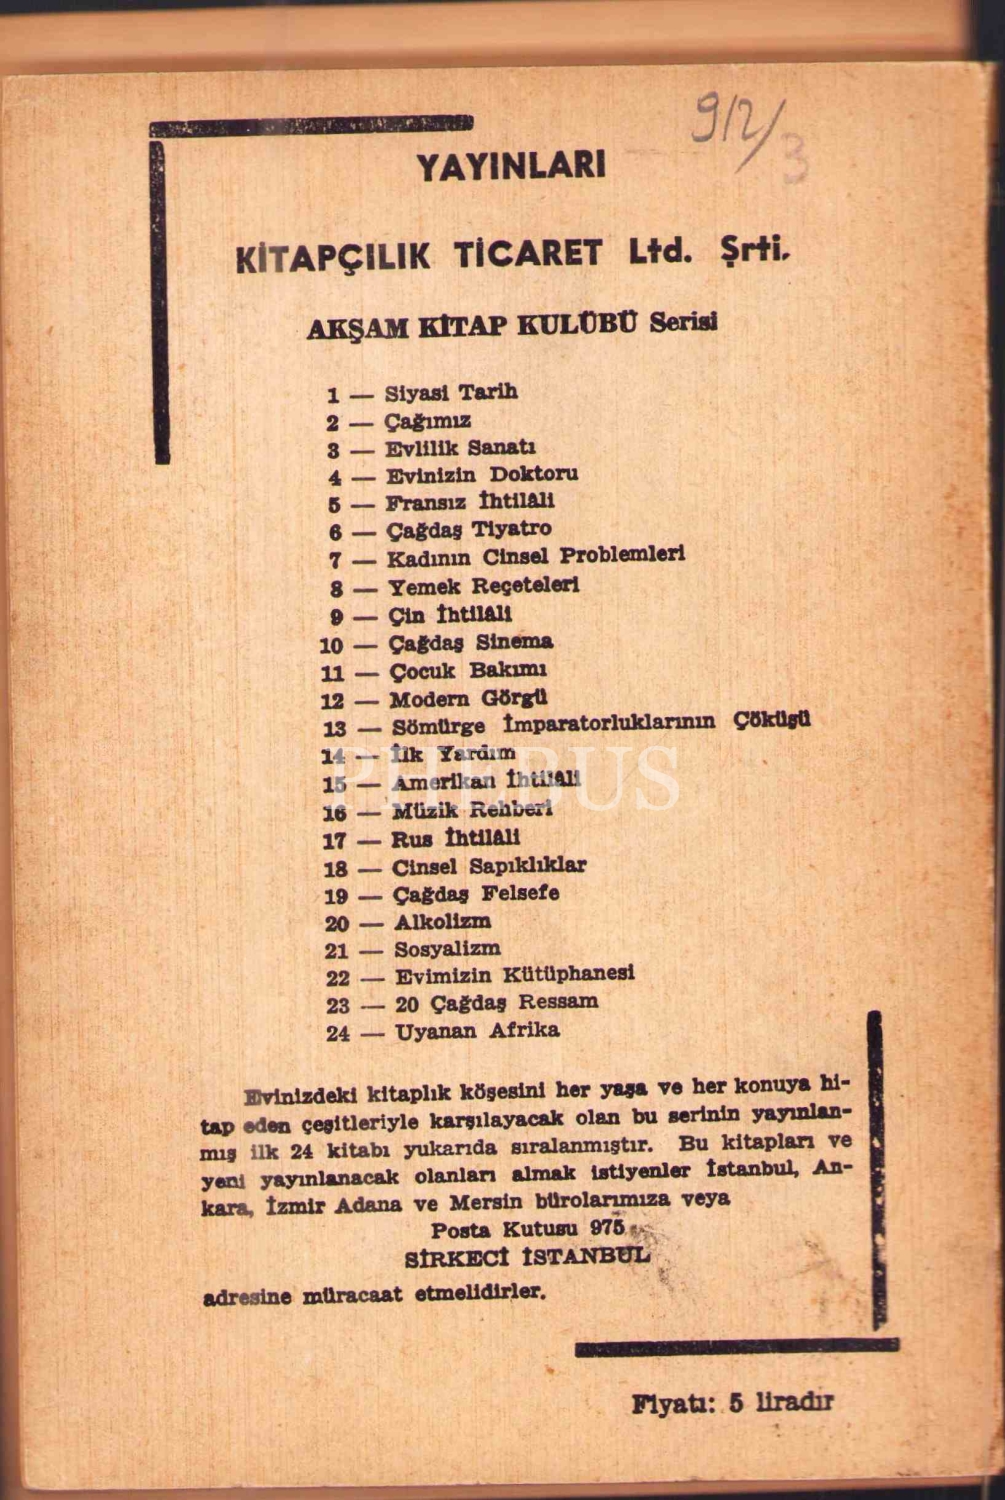 912/3
YAYINLARI
KİTAPÇILIK TİCARET Ltd. Şrti.
AKŞAM KİTAP KULÜBÜ Serisi
1 — Siyasi Tarih
2 — Çağımız
3 — Evlilik Sanatı
4 — Evinizin Doktoru
5 — Fransız İhtilâli
6 — Çağdaş Tiyatro
7 — Kadının Cinsel Problemleri
8 — Yemek Reçeteleri
9 — Çin İhtilâli
10 — Çağdaş Sinema
11 — Çocuk Bakımı
12 — Modern Görgü
13 — Sömürge İmparatorluklarının Çöküşü
14 — İlk Yardım
15 — Amerikan İhtilâli
16 — Müzik Rehberi
17 — Rus İhtilâli
18 — Cinsel Sapıklıklar
19 — Çağdaş Felsefe
20 — Alkolizm
21 — Sosyalizm
22 — Evimizin Kütüphanesi
23 — 20 Çağdaş Ressam
24 — Uyanan Afrika
PHEBUS
Evinizdeki kitaplık köşesini her yaşa ve her konuya hi-
tap eden çeşitleriyle karşılayacak olan bu serinin yayınlan-
mış ilk 24 kitabı yukarıda sıralanmıştır. Bu kitapları ve
yeni yayınlanacak olanları almak istiyenler İstanbul, An-
kara, İzmir Adana ve Mersin bürolarımıza veya
Posta Kutusu 975
SİRKECİ İSTANBUL
adresine müracaat etmelidirler.
Fiyatı: 5 liradır